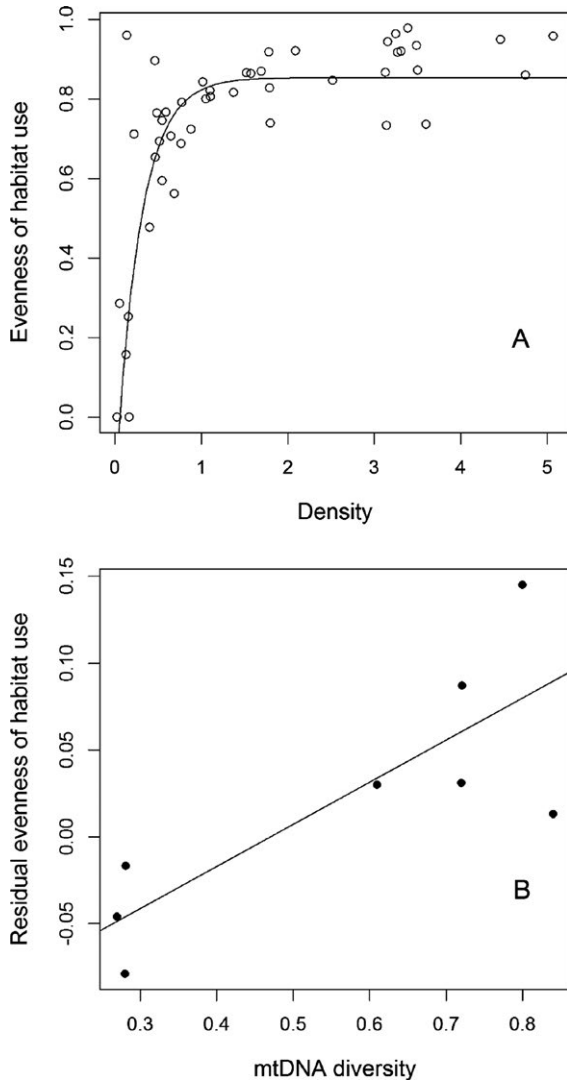 Evenness of habitat use
1.0
0.8
0.6
0.4
0.2
0.0
A
0 1 2 3 4 5
Density
Residual evenness of habitat use
0.15
0.10
0.05
0.00
-0.05
B
0.3 0.4 0.5 0.6 0.7 0.8
mtDNA diversity